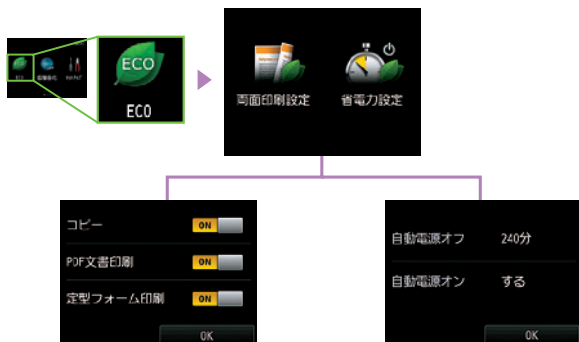 ECO
ECO
ECO
両面印刷設定
省電力設定
コピー
ON
PDF文書印刷
ON
定型フォーム印刷
ON
OK
自動電源オフ
240分
自動電源オン
する
OK